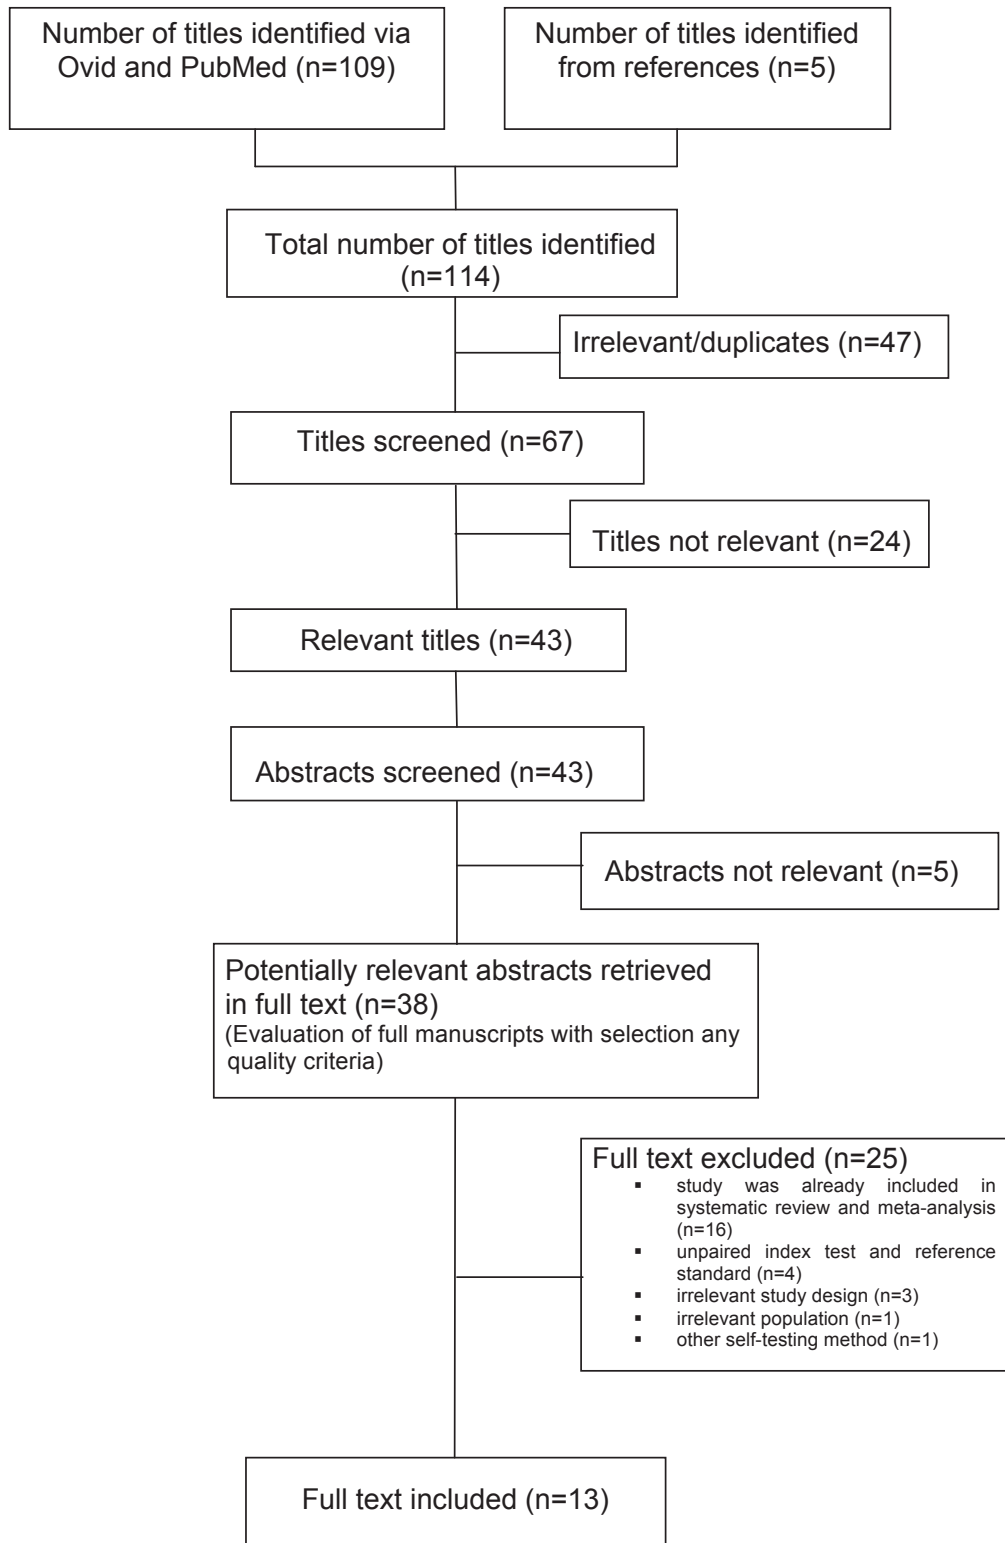 Number of titles identified via
Ovid and PubMed (n=109)
Number of titles identified
from references (n=5)
Total number of titles identified
(n=114)
Irrelevant/duplicates (n=47)
Titles screened (n=67)
Titles not relevant (n=24)
Relevant titles (n=43)
Abstracts screened (n=43)
Abstracts not relevant (n=5)
Potentially relevant abstracts retrieved
in full text (n=38)
(Evaluation of full manuscripts with selection any
quality criteria)
Full text excluded (n=25)
▪ study was already included in
systematic review and meta-analysis
(n=16)
▪ unpaired index test and reference
standard (n=4)
▪ irrelevant study design (n=3)
▪ irrelevant population (n=1)
▪ other self-testing method (n=1)
Full text included (n=13)